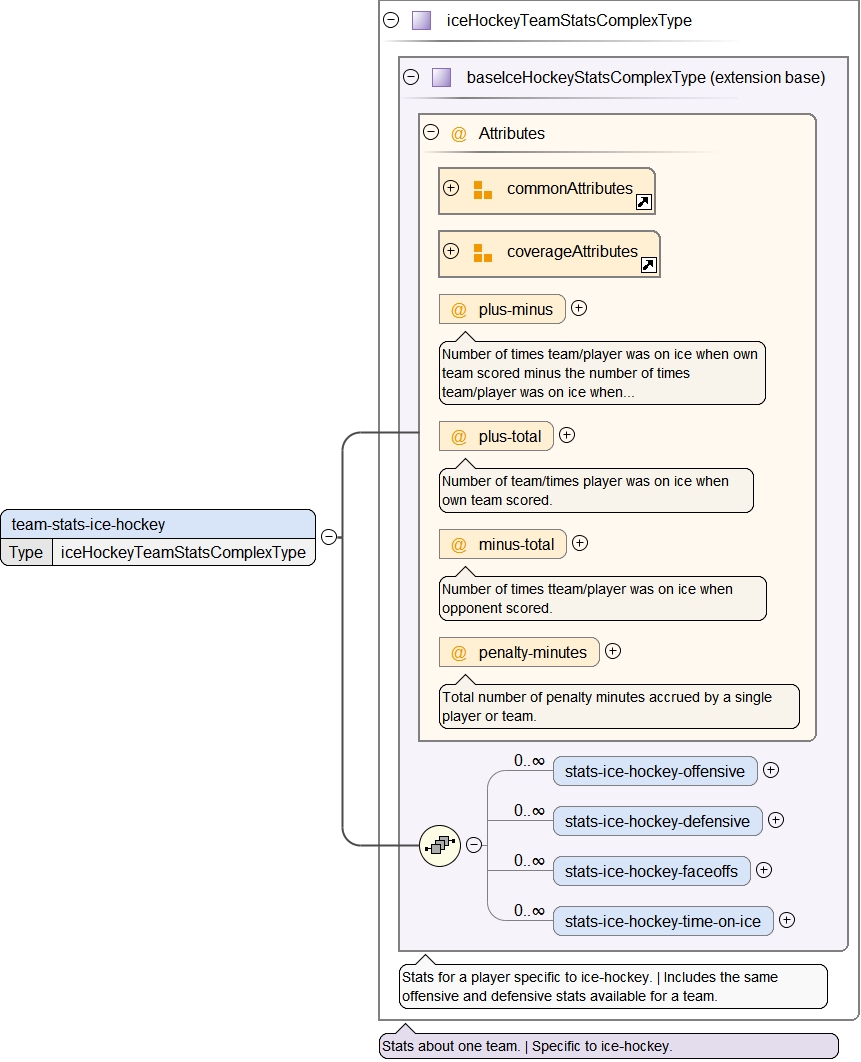 iceHockeyTeamStatsComplexType
baseIceHockeyStatsComplexType (extension base)
@ Attributes
commonAttributes
coverageAttributes
@ plus-minus
Number of times team/player was on ice when own
team scored minus the number of times
team/player was on ice when...
@ plus-total
Number of team/times player was on ice when
own team scored.
team-stats-ice-hockey
Type iceHockeyTeamStatsComplexType
@ minus-total
Number of times tteam/player was on ice when
opponent scored.
@ penalty-minutes
Total number of penalty minutes accrued by a single
player or team.
0..∞ stats-ice-hockey-offensive
0..∞ stats-ice-hockey-defensive
0..∞ stats-ice-hockey-faceoffs
0..∞ stats-ice-hockey-time-on-ice
Stats for a player specific to ice-hockey. | Includes the same
offensive and defensive stats available for a team.
Stats about one team. | Specific to ice-hockey.